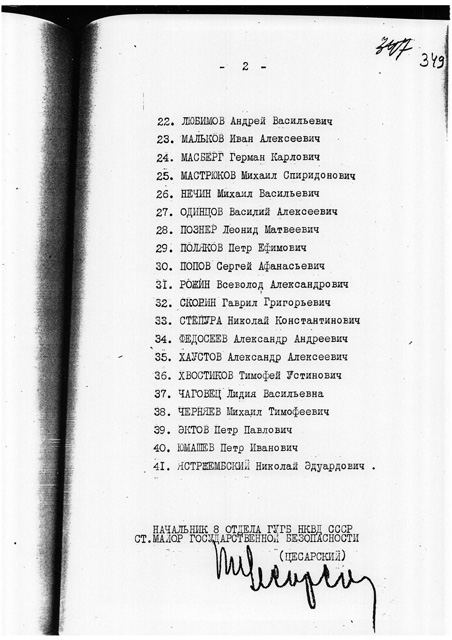 347
349
- 2 -
22. ЛЮБИМОВ Андрей Васильевич
23. МАЛЬКОВ Иван Алексеевич
24. МАСБЕРГ Герман Карлович
25. МАСТРЮКОВ Михаил Спиридонович
26. НЕЧИН Михаил Васильевич
27. ОДИНЦОВ Василий Алексеевич
28. ПОЗНЕР Леонид Матвеевич
29. ПОЛЯКОВ Петр Ефимович
30. ПОПОВ Сергей Афанасьевич
31. РОЖИН Всеволод Александрович
32. СКОРИН Гаврил Григорьевич
33. СТЕПУРА Николай Константинович
34. ФЕДОСЕЕВ Александр Андреевич
35. ХАУСТОВ Александр Алексеевич
36. ХВОСТИКОВ Тимофей Устинович
37. ЧАГОВЕЦ Лидия Васильевна
38. ЧЕРНЯЕВ Михаил Тимофеевич
39. ЭКТОВ Петр Павлович
40. ЮМАШЕВ Петр Иванович
41. ЯСТРЖЕМБСКИЙ Николай Эдуардович .
НАЧАЛЬНИК 8 ОТДЕЛА ГУГБ НКВД СССР
СТ.МАЙОР ГОСУДАРСТВЕННОЙ БЕЗОПАСНОСТИ
(ЦЕСАРСКИЙ)